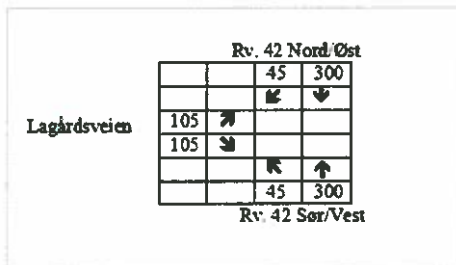 Rv. 42 Nord/Øst
45 300
Lagårdsveien
105
105
45 300
Rv. 42 Sør/Vest